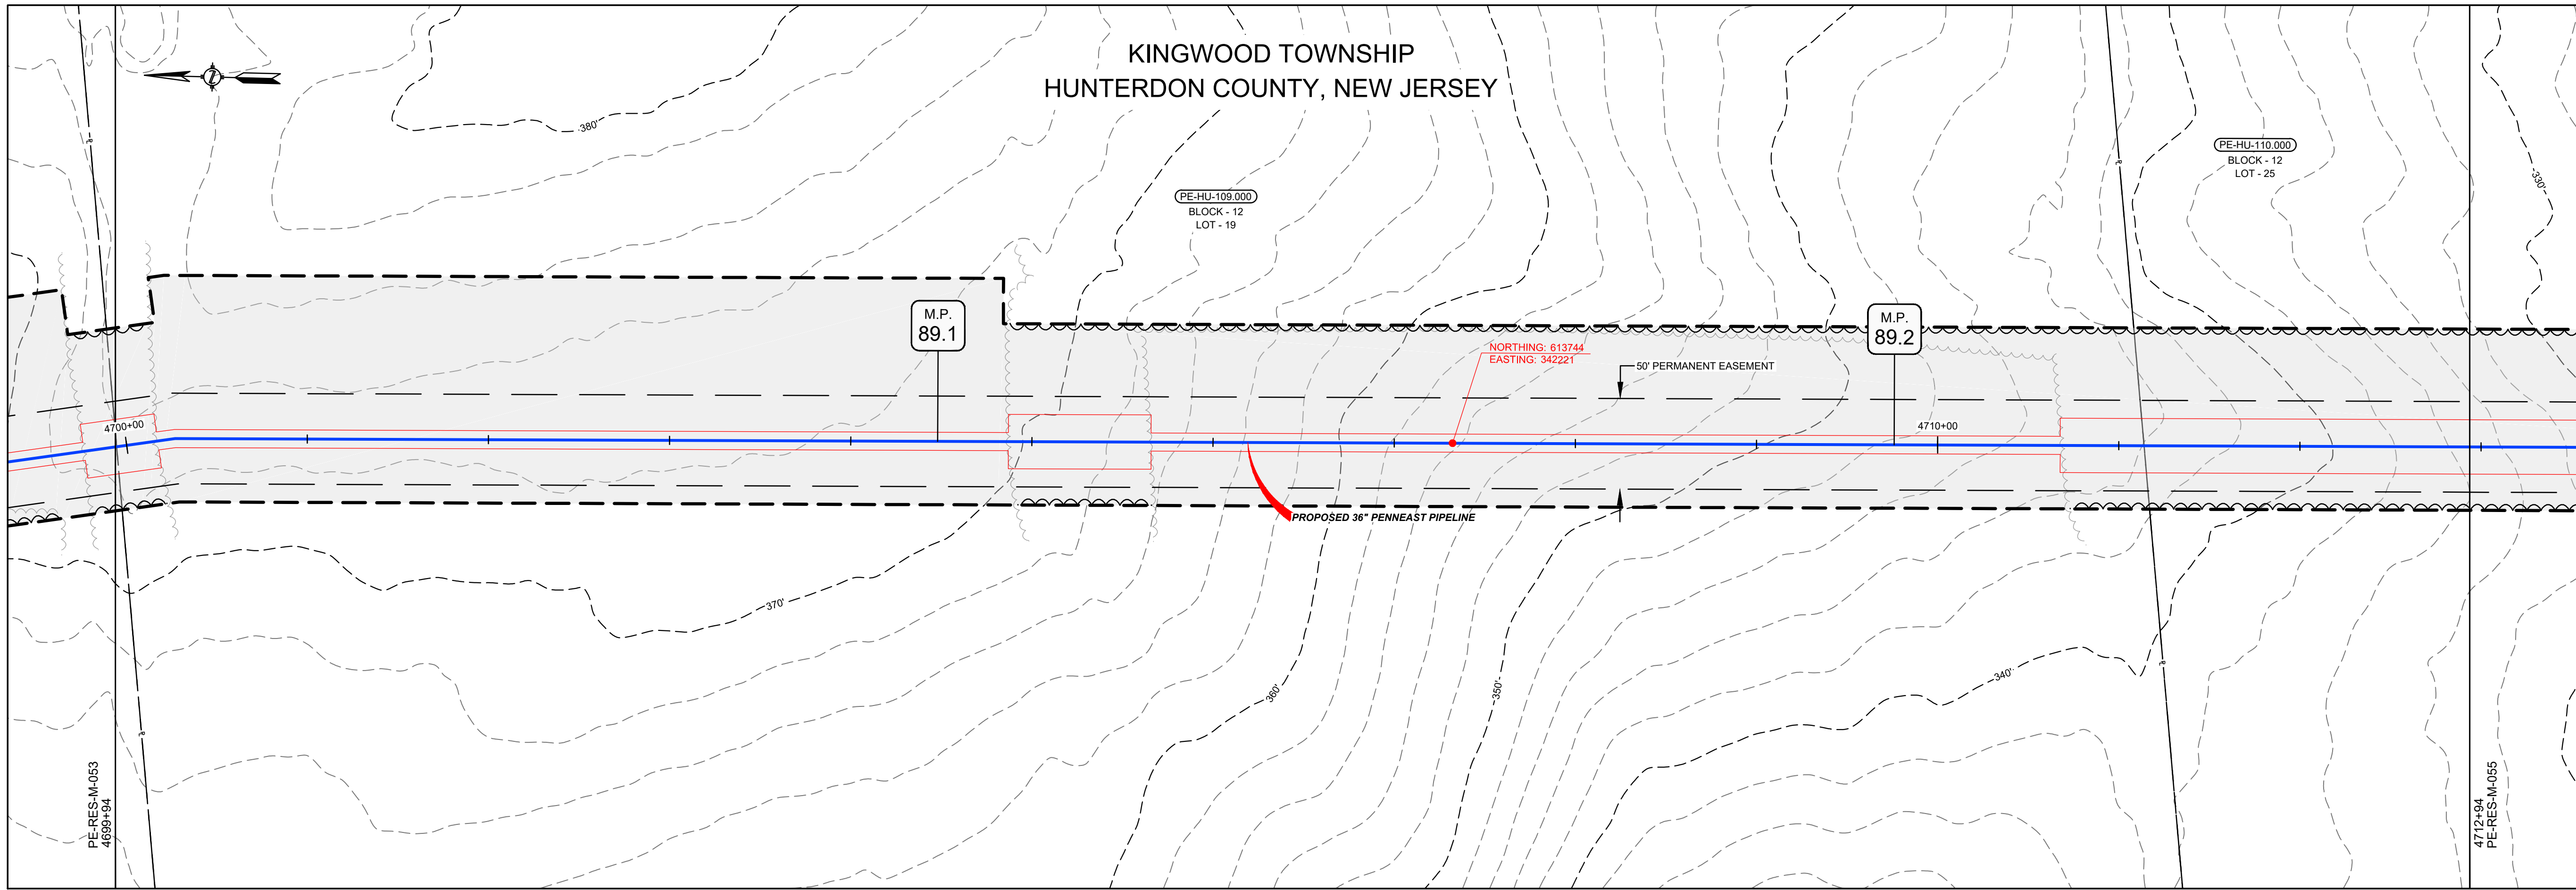 KINGWOOD TOWNSHIP
HUNTERDON COUNTY, NEW JERSEY
380'
PE-HU-109.000
BLOCK - 12
LOT - 19
PE-HU-110.000
BLOCK - 12
LOT - 25
330'
M.P.
89.1
M.P.
89.2
NORTHING: 613744
EASTING: 342221
50' PERMANENT EASEMENT
4700+00
4710+00
PROPOSED 36" PENNEAST PIPELINE
370'
360'
350'
340'
PE-RES-M-053
4699+94
4712+94
PE-RES-M-055